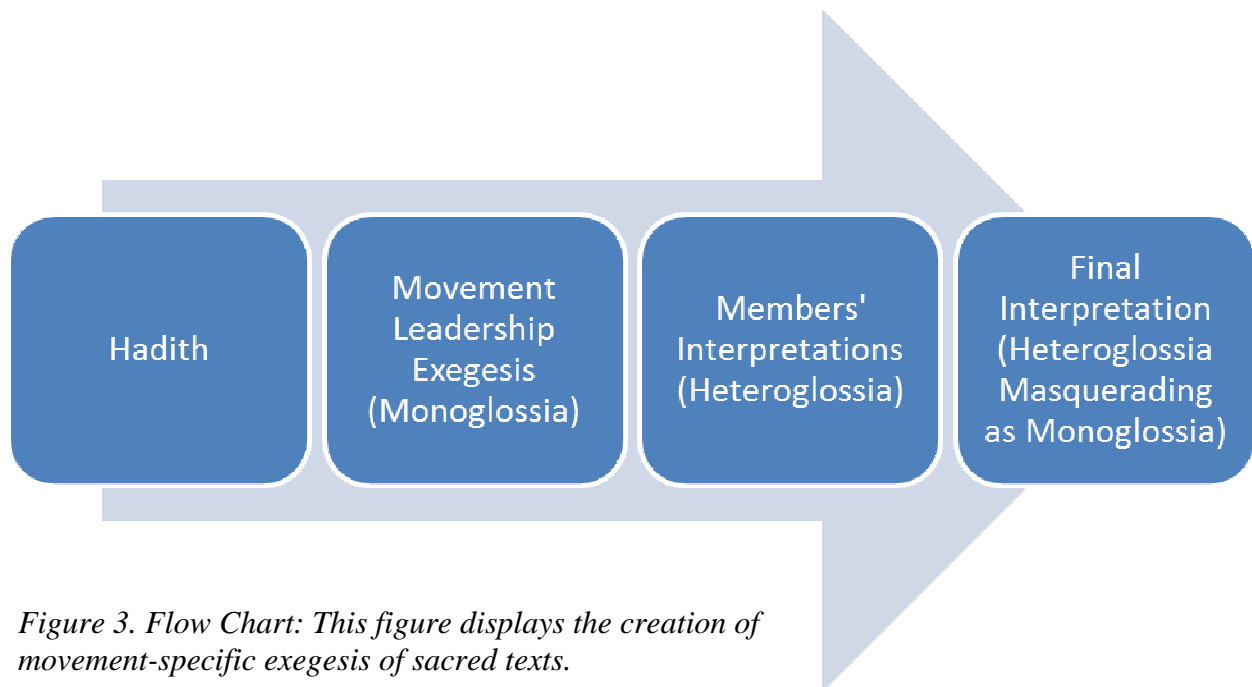 Hadith
Movement
Leadership
Exegesis
(Monoglossia)
Members'
Interpretations
(Heteroglossia)
Final
Interpretation
(Heteroglossia
Masquerading
as Monoglossia)
Figure 3. Flow Chart: This figure displays the creation of
movement-specific exegesis of sacred texts.